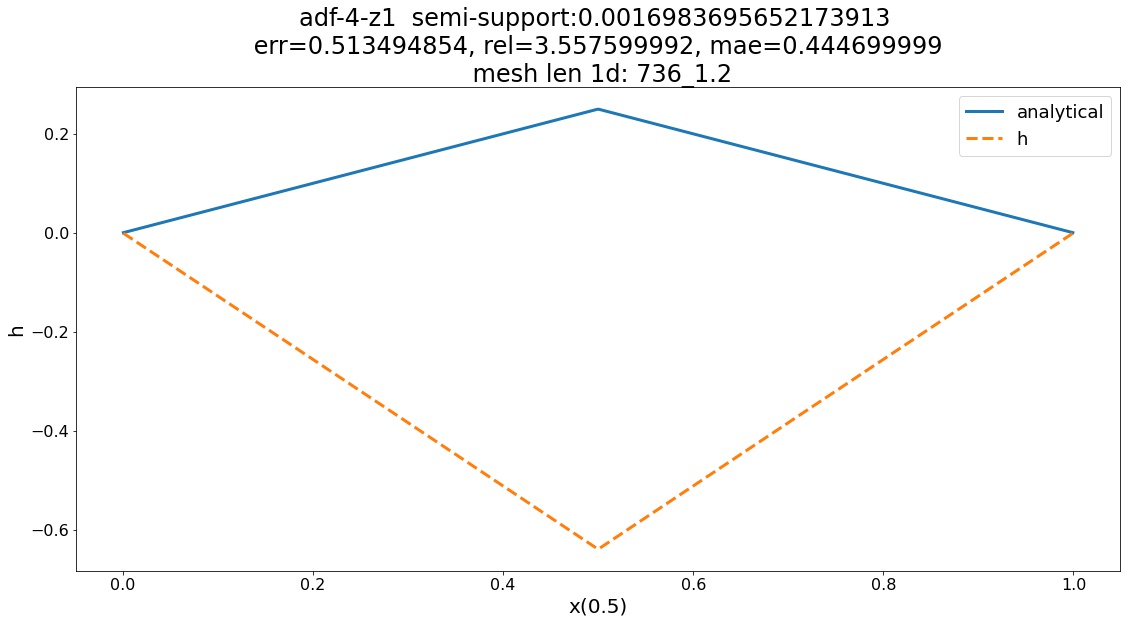 adf-4-z1  semi-support:0.0016983695652173913
err=0.513494854, rel=3.557599992, mae=0.444699999
mesh len 1d: 736_1.2
analytical
h
0.2
0.0
−0.2
−0.4
−0.6
h
0.0
0.2
0.4
0.6
0.8
1.0
x(0.5)